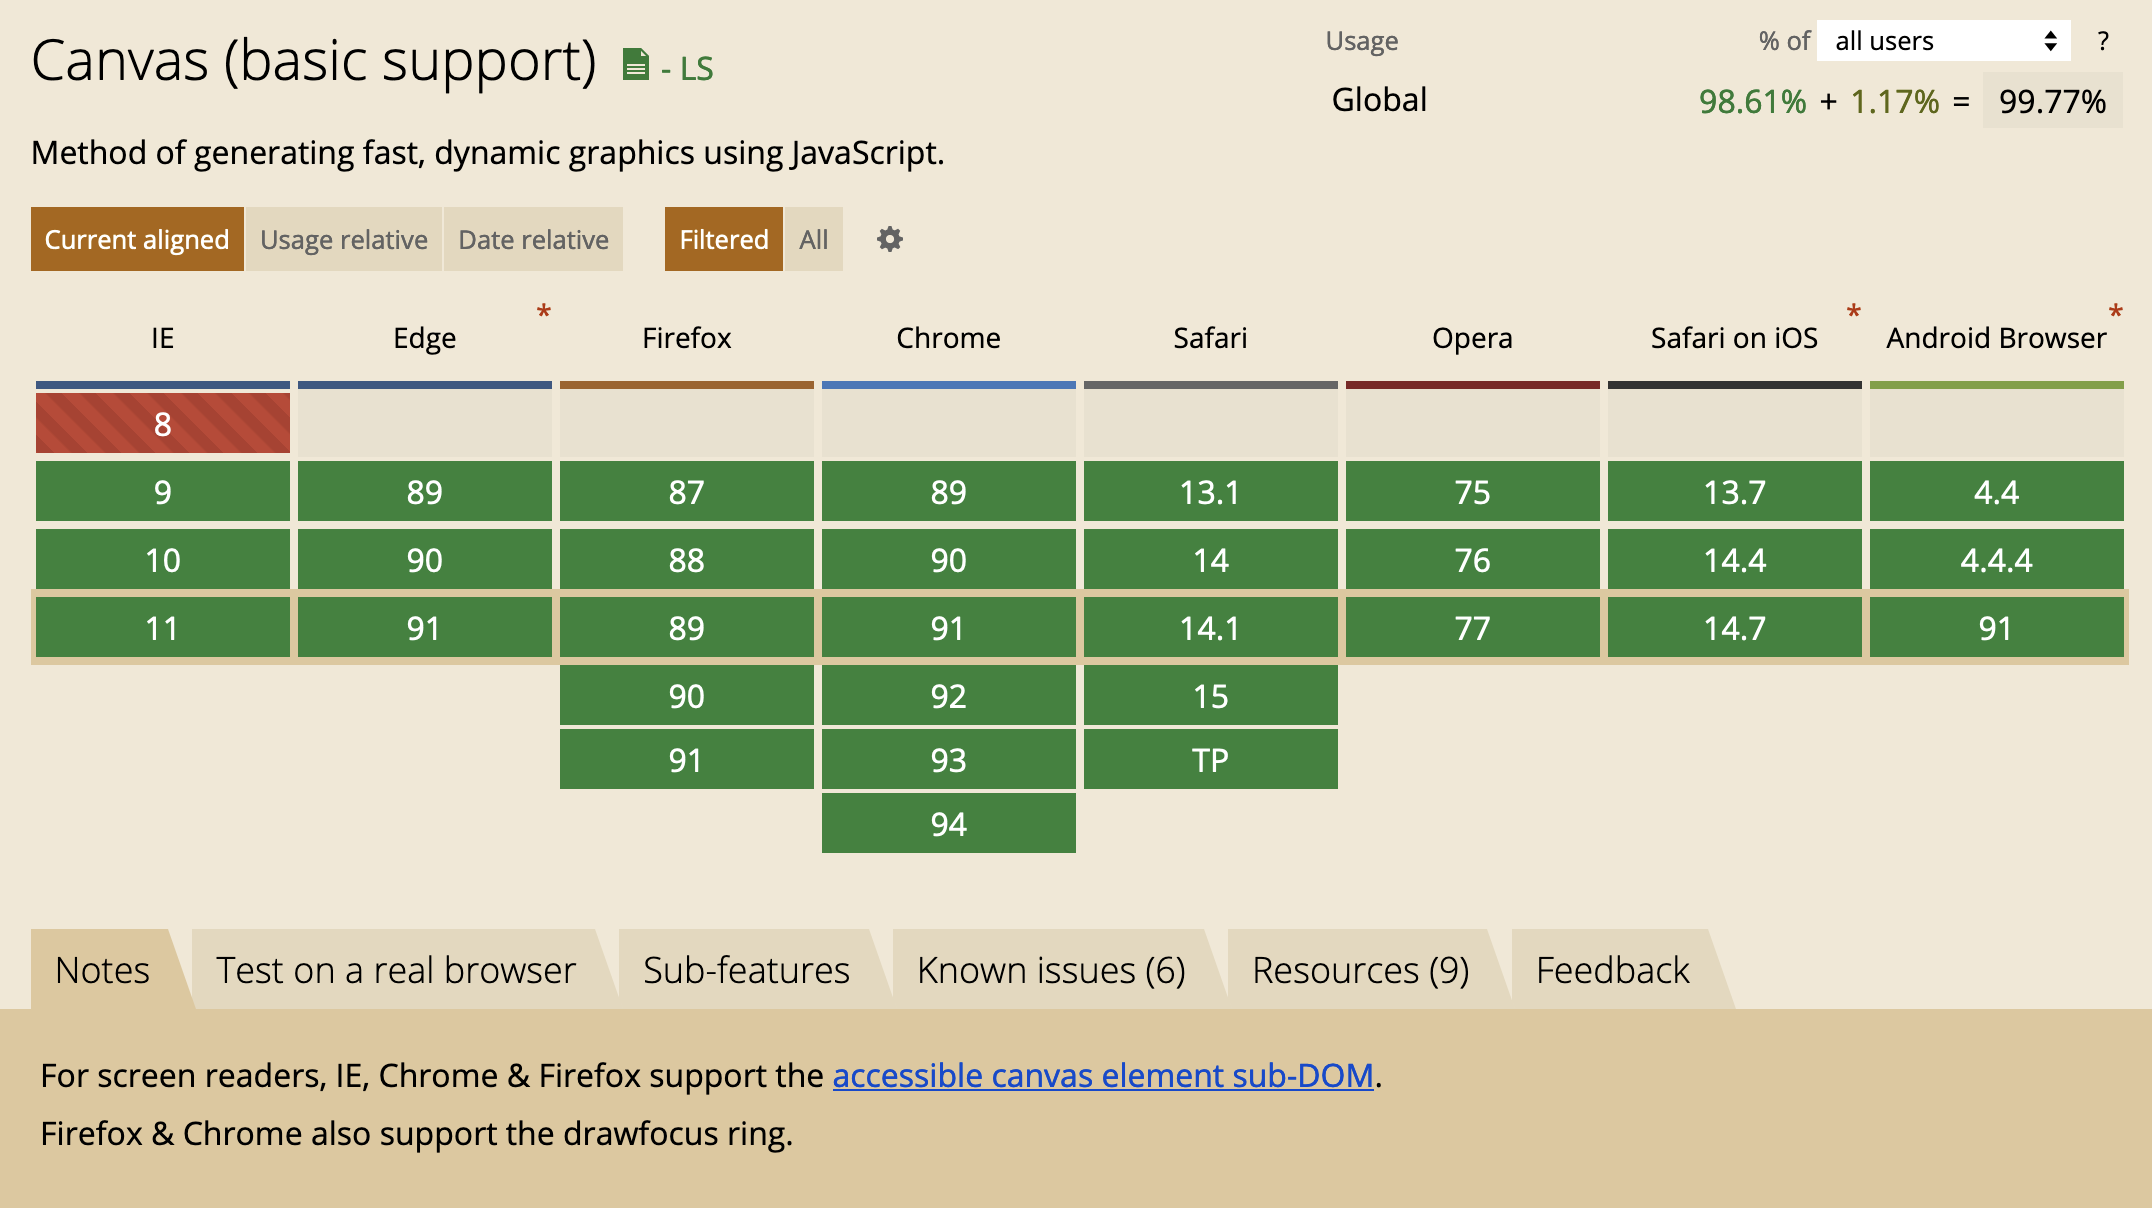 Canvas (basic support) - LS
Usage % of all users ?
Global 98.61% + 1.17% = 99.77%
Method of generating fast, dynamic graphics using JavaScript.
Current aligned Usage relative Date relative Filtered All
* * *
IE Edge Firefox Chrome Safari Opera Safari on iOS Android Browser
8
9 89 87 89 13.1 75 13.7 4.4
10 90 88 90 14 76 14.4 4.4.4
11 91 89 91 14.1 77 14.7 91
90 92 15
91 93 TP
94
Notes Test on a real browser Sub-features Known issues (6) Resources (9) Feedback
For screen readers, IE, Chrome & Firefox support the accessible canvas element sub-DOM.
Firefox & Chrome also support the drawfocus ring.